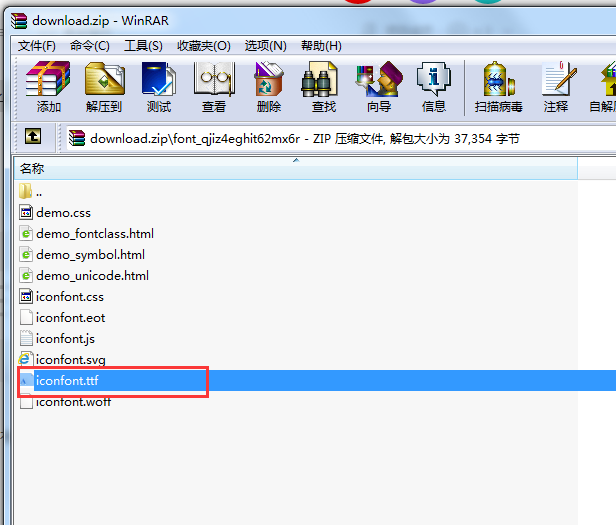 download.zip - WinRAR
文件(F) 命令(C) 工具(S) 收藏夹(O) 选项(N) 帮助(H)
添加 解压到 测试 查看 删除 查找 向导 信息 扫描病毒 注释 自解
download.zip\font_qjiz4eghit62mx6r - ZIP 压缩文件, 解包大小为 37,354 字节
名称
..
demo.css
demo_fontclass.html
demo_symbol.html
demo_unicode.html
iconfont.css
iconfont.eot
iconfont.js
iconfont.svg
iconfont.ttf
iconfont.woff